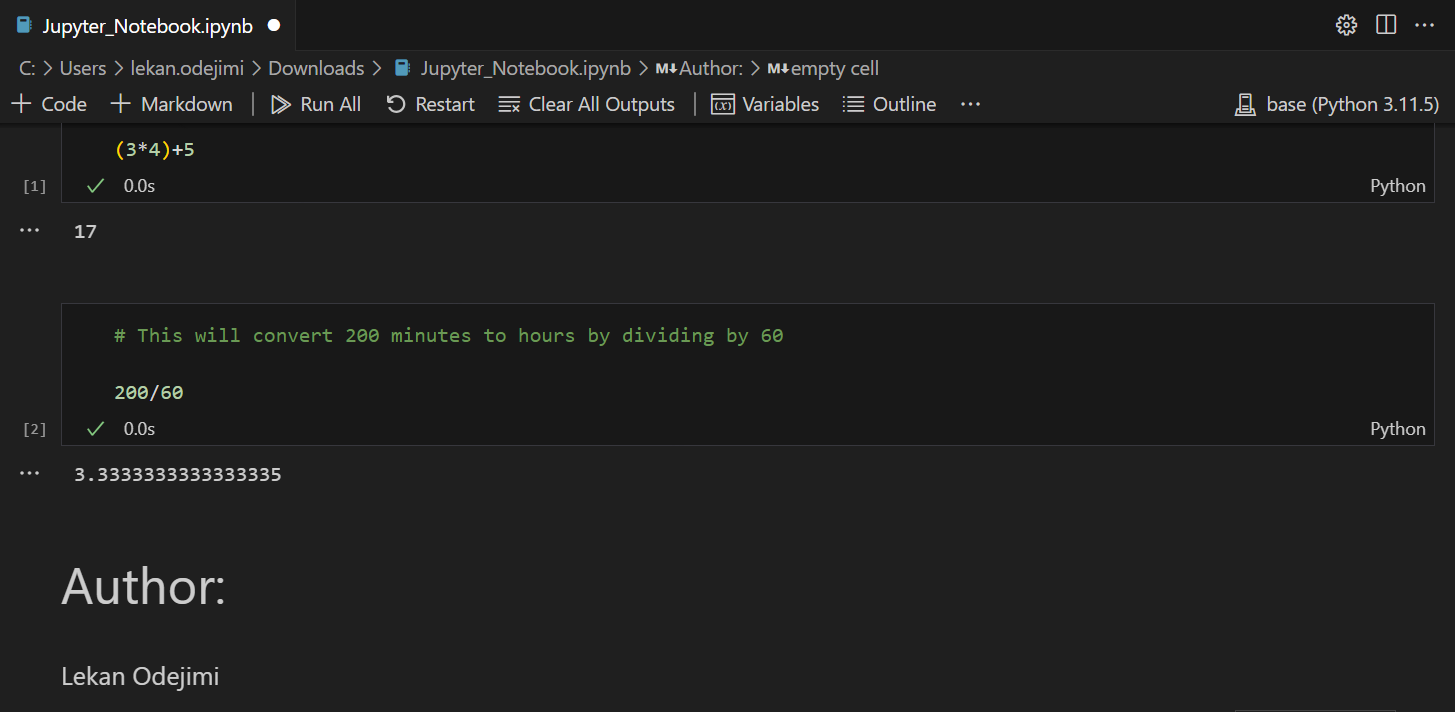 Jupyter_Notebook.ipynb
C: > Users > lekan.odejimi > Downloads > Jupyter_Notebook.ipynb > M↓Author: > M↓empty cell
+ Code + Markdown | Run All Restart Clear All Outputs | Variables Outline ... base (Python 3.11.5)
(3*4)+5
[1] ✓ 0.0s Python
... 17
# This will convert 200 minutes to hours by dividing by 60
200/60
[2] ✓ 0.0s Python
... 3.3333333333333335
Author:
Lekan Odejimi